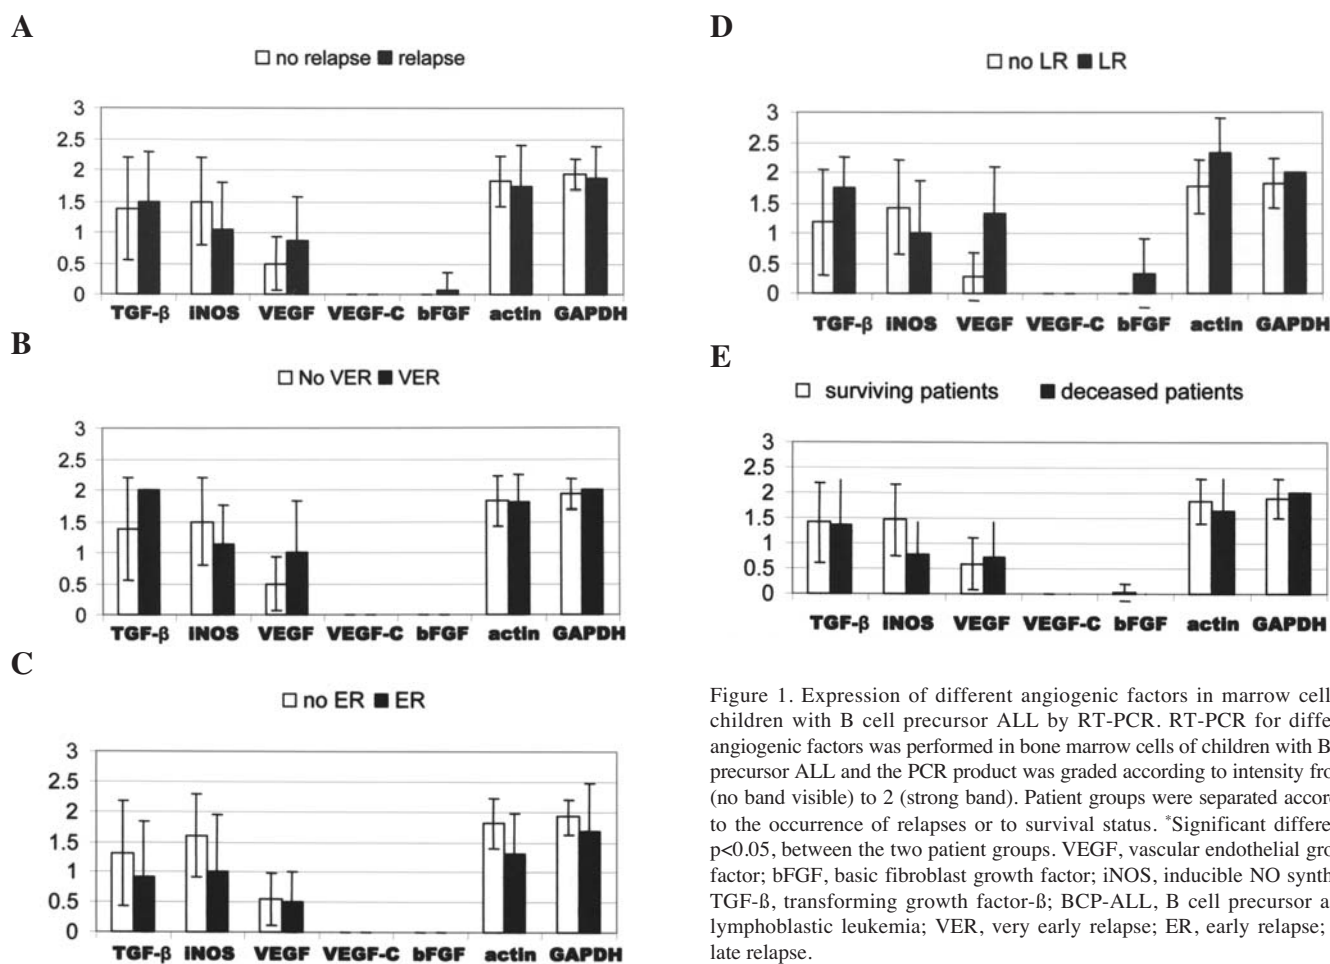 A
no relapse relapse
3
2.5
2
1.5
1
0.5
0
TGF-β iNOS VEGF VEGF-C bFGF actin GAPDH
B
No VER VER
3
2.5
2
1.5
1
0.5
0
TGF-β iNOS VEGF VEGF-C bFGF actin GAPDH
C
no ER ER
3
2.5
2
1.5
1
0.5
0
TGF-β iNOS VEGF VEGF-C bFGF actin GAPDH
D
no LR LR
3
2.5
2
1.5
1
0.5
0
TGF-β iNOS VEGF VEGF-C bFGF actin GAPDH
E
surviving patients deceased patients
3
2.5
2
1.5
1
0.5
0
TGF-β iNOS VEGF VEGF-C bFGF actin GAPDH
Figure 1. Expression of different angiogenic factors in marrow cell
children with B cell precursor ALL by RT-PCR. RT-PCR for diffe
angiogenic factors was performed in bone marrow cells of children with B
precursor ALL and the PCR product was graded according to intensity fro
(no band visible) to 2 (strong band). Patient groups were separated accor
to the occurrence of relapses or to survival status. *Significant differe
p<0.05, between the two patient groups. VEGF, vascular endothelial gro
factor; bFGF, basic fibroblast growth factor; iNOS, inducible NO synth
TGF-ß, transforming growth factor-ß; BCP-ALL, B cell precursor a
lymphoblastic leukemia; VER, very early relapse; ER, early relapse;
late relapse.